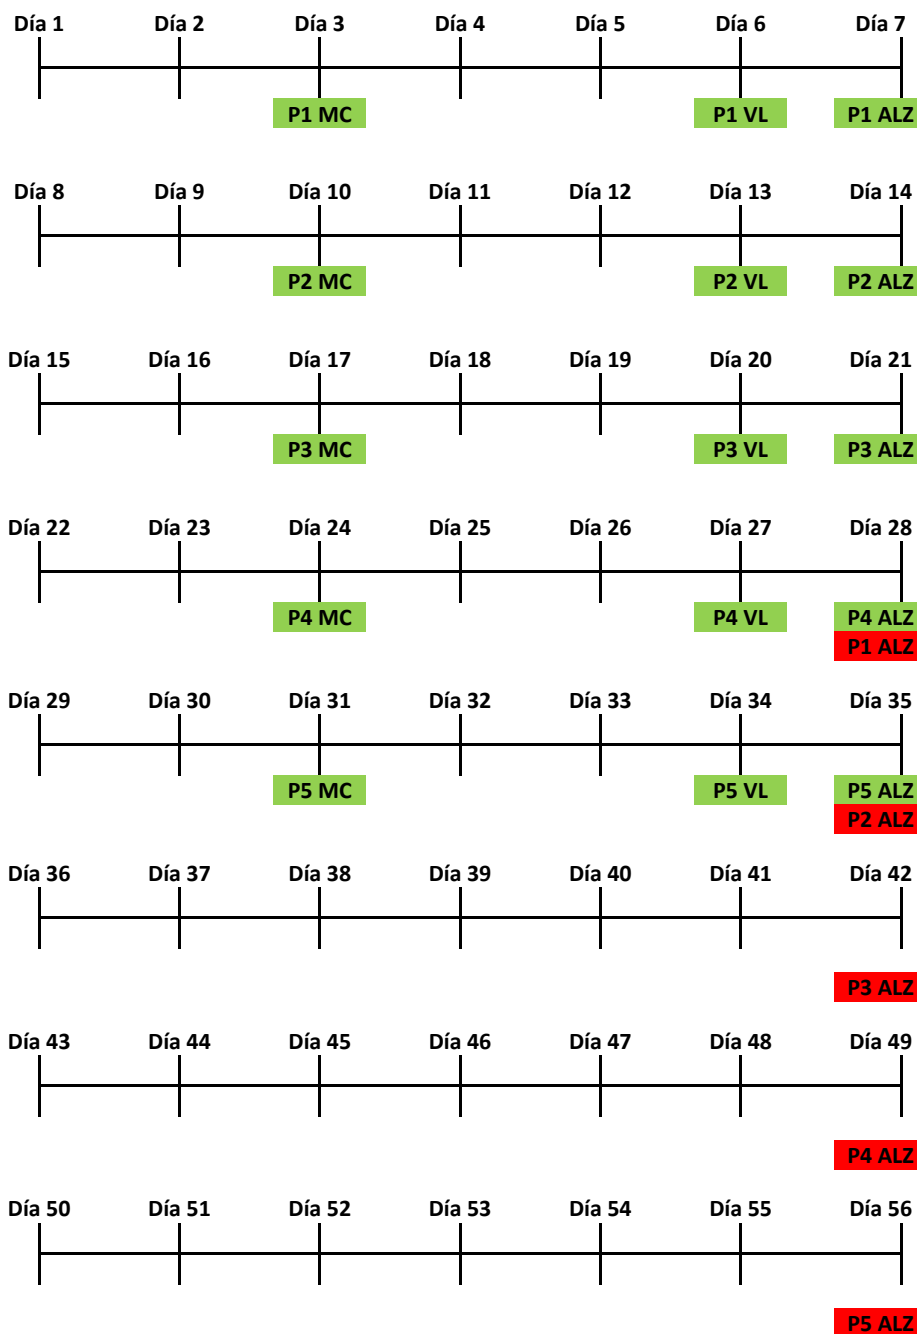 Día 1 Día 2 Día 3 Día 4 Día 5 Día 6 Día 7
P1 MC P1 VL P1 ALZ
Día 8 Día 9 Día 10 Día 11 Día 12 Día 13 Día 14
P2 MC P2 VL P2 ALZ
Día 15 Día 16 Día 17 Día 18 Día 19 Día 20 Día 21
P3 MC P3 VL P3 ALZ
Día 22 Día 23 Día 24 Día 25 Día 26 Día 27 Día 28
P4 MC P4 VL P4 ALZ
P1 ALZ
Día 29 Día 30 Día 31 Día 32 Día 33 Día 34 Día 35
P5 MC P5 VL P5 ALZ
P2 ALZ
Día 36 Día 37 Día 38 Día 39 Día 40 Día 41 Día 42
P3 ALZ
Día 43 Día 44 Día 45 Día 46 Día 47 Día 48 Día 49
P4 ALZ
Día 50 Día 51 Día 52 Día 53 Día 54 Día 55 Día 56
P5 ALZ